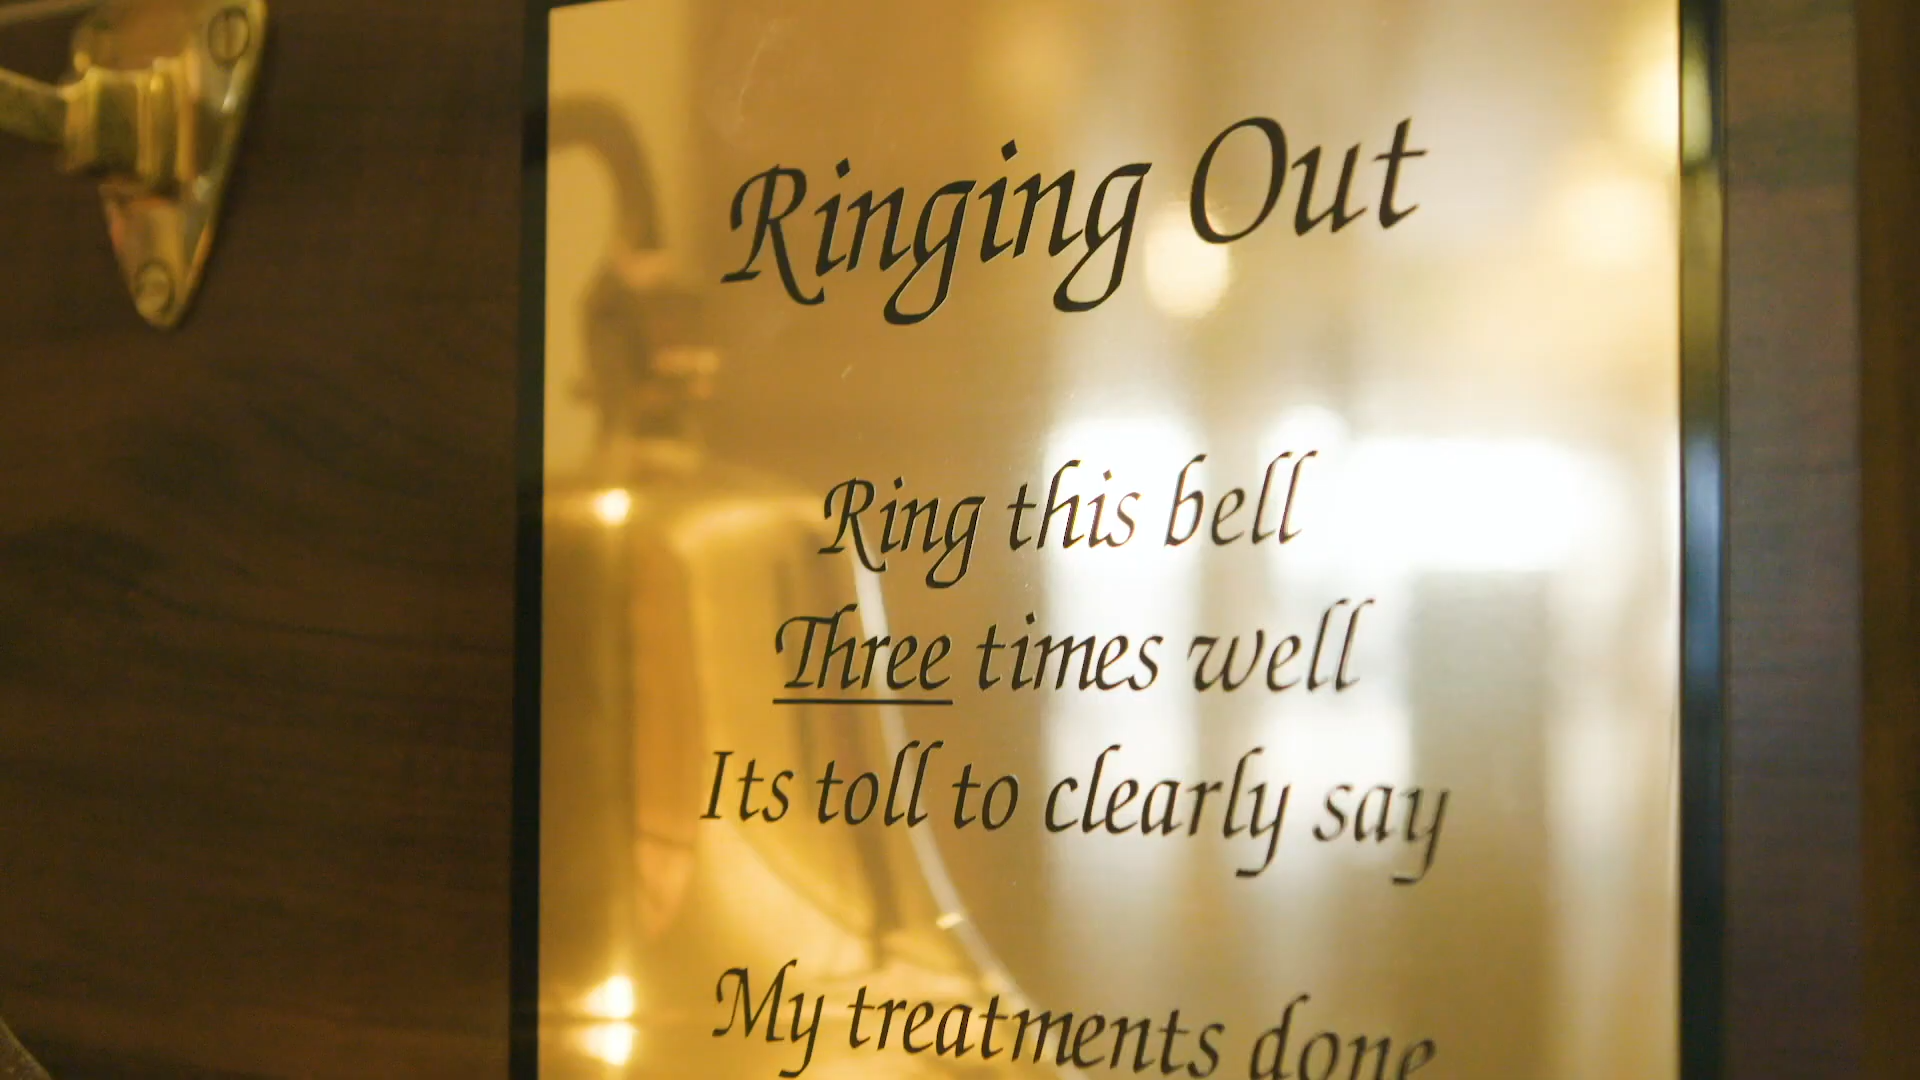 Ringing Out
Ring this bell
Three times well
Its toll to clearly say
My treatments done